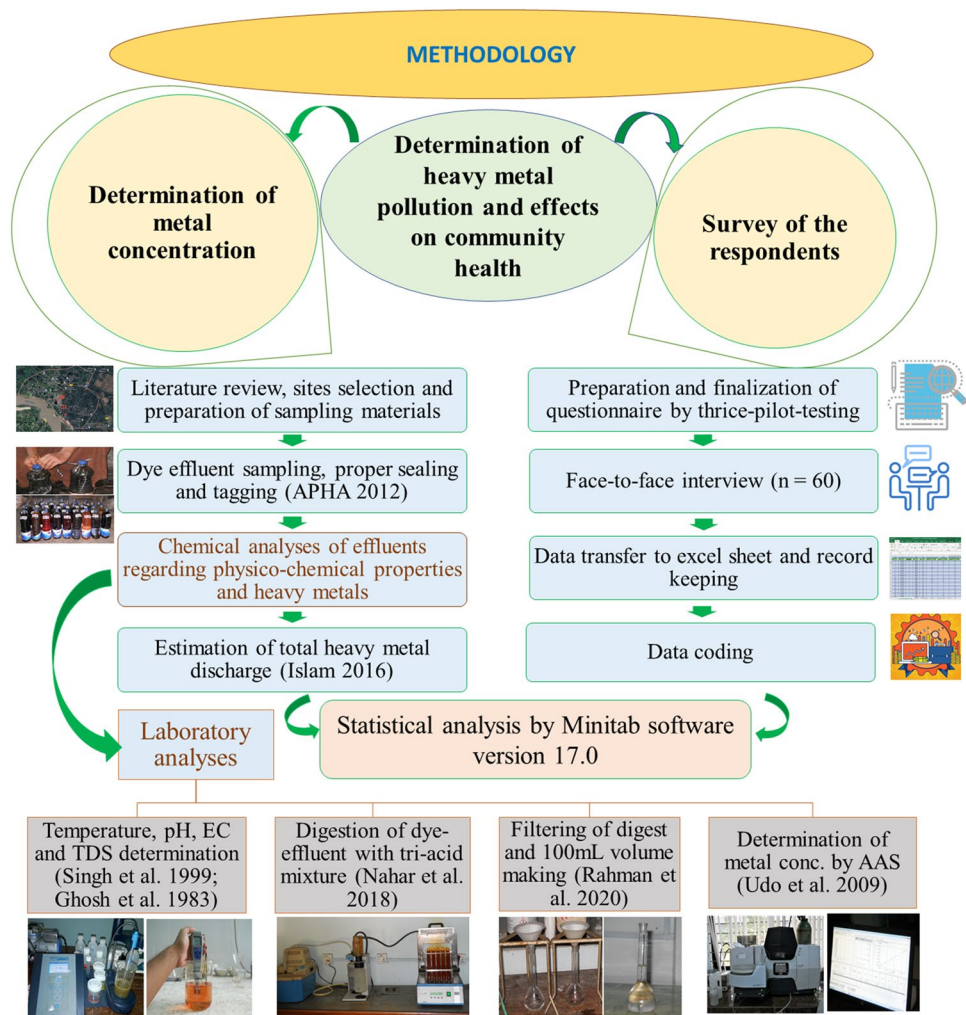 METHODOLOGY
Determination of
heavy metal
pollution and effects
on community
health
Determination of
metal
concentration
Survey of the
respondents
Literature review, sites selection and
preparation of sampling materials
Dye effluent sampling, proper sealing
and tagging (APHA 2012)
Chemical analyses of effluents
regarding physico-chemical properties
and heavy metals
Estimation of total heavy metal
discharge (Islam 2016)
Preparation and finalization of
questionnaire by thrice-pilot-testing
Face-to-face interview (n = 60)
Data transfer to excel sheet and record
keeping
Data coding
Statistical analysis by Minitab software
version 17.0
Laboratory
analyses
Temperature, pH, EC
and TDS determination
(Singh et al. 1999;
Ghosh et al. 1983)
Digestion of dye-
effluent with tri-acid
mixture (Nahar et al.
2018)
Filtering of digest
and 100mL volume
making (Rahman
et al. 2020)
Determination of
metal conc. by AAS
(Udo et al. 2009)